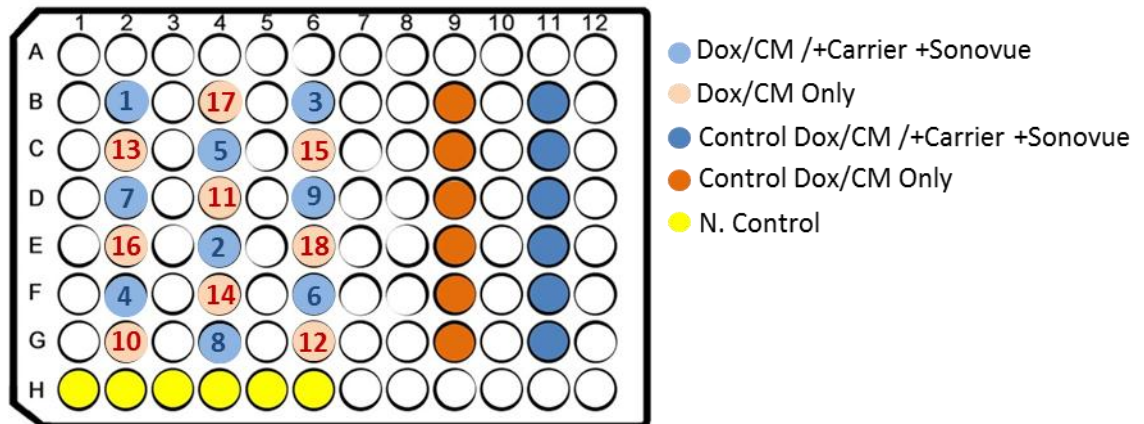 1 2 3 4 5 6 7 8 9 10 11 12
A
B 1 17 3
C 13 5 15
D 7 11 9
E 16 2 18
F 4 14 6
G 10 8 12
H
Dox/CM /+Carrier +Sonovue
Dox/CM Only
Control Dox/CM /+Carrier +Sonovue
Control Dox/CM Only
N. Control